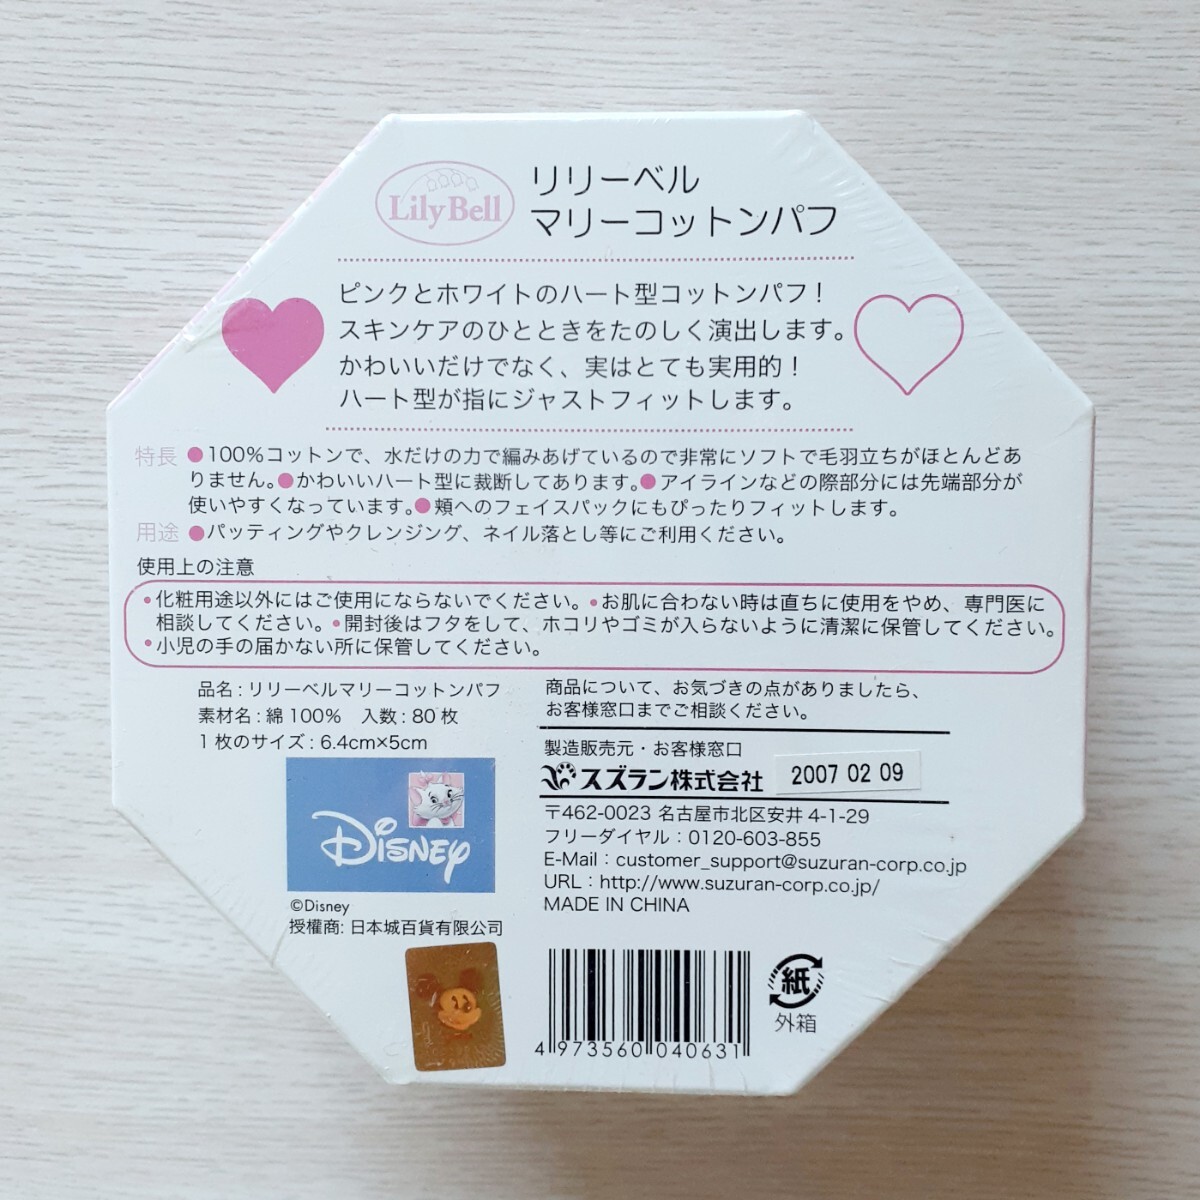 LilyBell
リリーベル
マリーコットンパフ
ピンクとホワイトのハート型コットンパフ！
スキンケアのひとときをたのしく演出します。
かわいいだけでなく、実はとても実用的！
ハート型が指にジャストフィットします。
特長 ●100%コットンで、水だけの力で編みあげているので非常にソフトで毛羽立ちがほとんどあ
りません。●かわいいハート型に裁断してあります。●アイラインなどの際部分には先端部分が
使いやすくなっています。●頬へのフェイスパックにもぴったりフィットします。
用途 ●パッティングやクレンジング、ネイル落とし等にご利用ください。
使用上の注意
•化粧用途以外にはご使用にならないでください。•お肌に合わない時は直ちに使用をやめ、専門医に
相談してください。•開封後はフタをして、ホコリやゴミが入らないように清潔に保管してください。
•小児の手の届かない所に保管してください。
品名：リリーベルマリーコットンパフ
素材名：綿 100%　入数：80 枚
1 枚のサイズ：6.4cm×5cm
Disney
©Disney
授權商: 日本城百貨有限公司
商品について、お気づきの点がありましたら、
お客様窓口までご相談ください。
製造販売元・お客様窓口
スズラン株式会社
2007 02 09
〒462-0023 名古屋市北区安井 4-1-29
フリーダイヤル：0120-603-855
E-Mail：customer_support@suzuran-corp.co.jp
URL：http://www.suzuran-corp.co.jp/
MADE IN CHINA
4 973560 040631
紙
外箱